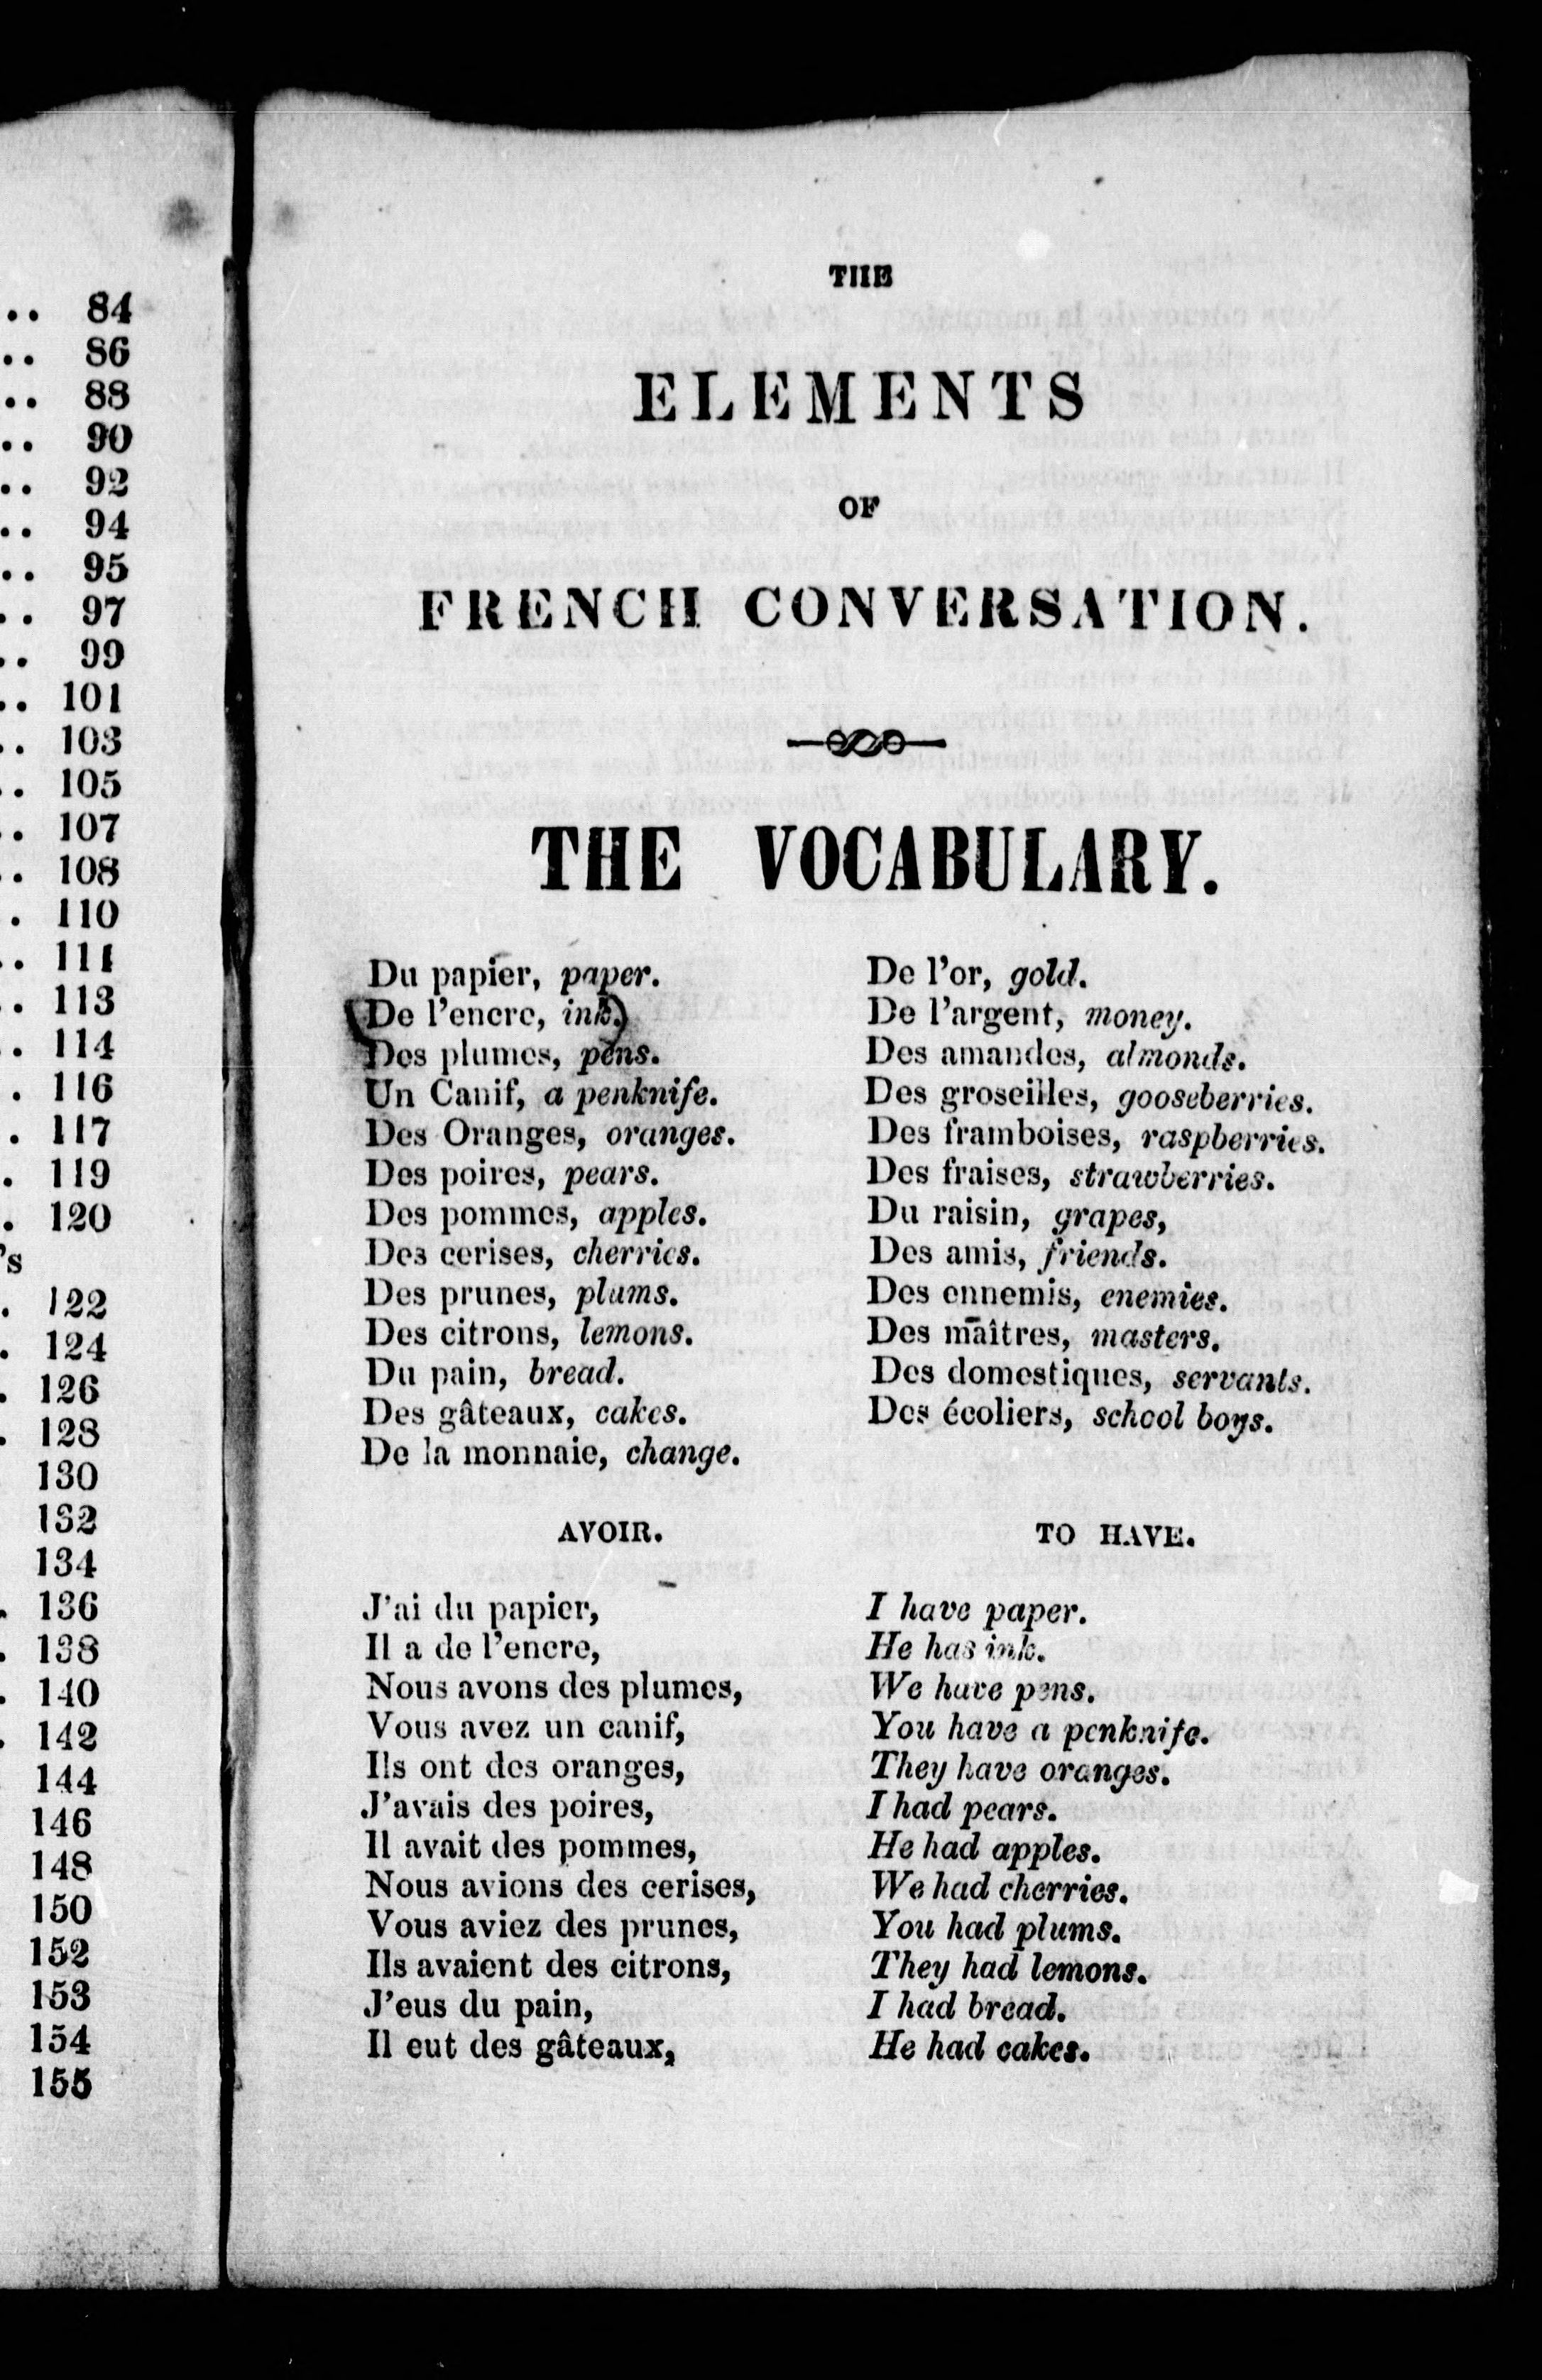 .. 84
.. 86
.. 88
.. 90
.. 92
.. 94
.. 95
.. 97
.. 99
.. 101
.. 103
.. 105
.. 107
.. 108
. 110
.. 111
.. 113
.. 114
. 116
. 117
. 119
. 120
's
. 122
. 124
. 126
. 128
130
132
134
. 136
. 138
. 140
. 142
144
146
148
150
152
153
154
155
THE
ELEMENTS
OF
FRENCH CONVERSATION.
THE VOCABULARY.
Du papier, paper.
(De l'encre, ink.)
Des plumes, pens.
Un Canif, a penknife.
Des Oranges, oranges.
Des poires, pears.
Des pommes, apples.
Des cerises, cherries.
Des prunes, plums.
Des citrons, lemons.
Du pain, bread.
Des gâteaux, cakes.
De la monnaie, change.
De l'or, gold.
De l'argent, money.
Des amandes, almonds.
Des groseilles, gooseberries.
Des framboises, raspberries.
Des fraises, strawberries.
Du raisin, grapes,
Des amis, friends.
Des ennemis, enemies.
Des maîtres, masters.
Des domestiques, servants.
Des écoliers, school boys.
AVOIR.
J'ai du papier,
Il a de l'encre,
Nous avons des plumes,
Vous avez un canif,
Ils ont des oranges,
J'avais des poires,
Il avait des pommes,
Nous avions des cerises,
Vous aviez des prunes,
Ils avaient des citrons,
J'eus du pain,
Il eut des gâteaux,
TO HAVE.
I have paper.
He has ink.
We have pens.
You have a penknife.
They have oranges.
I had pears.
He had apples.
We had cherries.
You had plums.
They had lemons.
I had bread.
He had cakes.